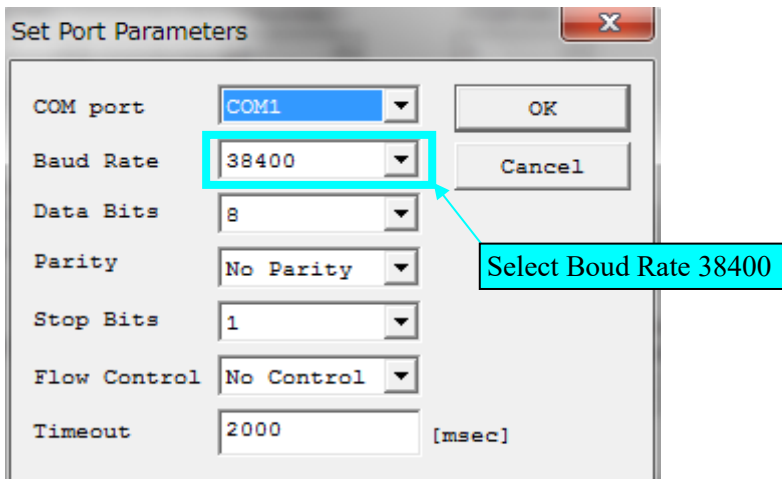 Set Port Parameters
COM port COM1 OK
Baud Rate 38400 Cancel
Data Bits 8
Parity No Parity
Select Boud Rate 38400
Stop Bits 1
Flow Control No Control
Timeout 2000 [msec]